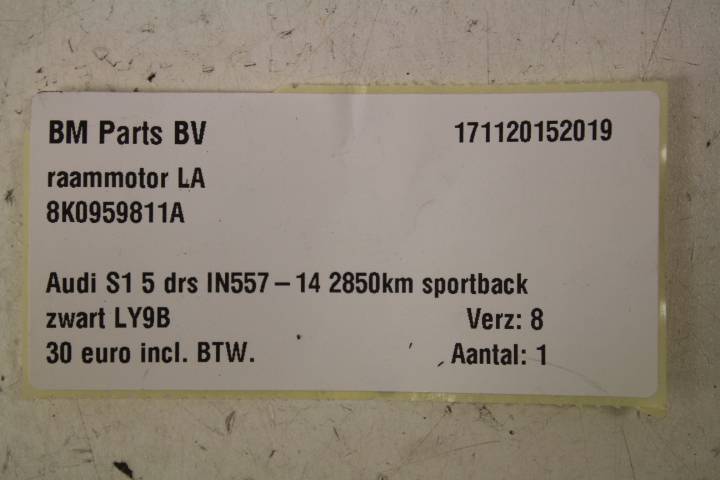 BM Parts BV 171120152019
raammotor LA
8K0959811A
Audi S1 5 drs IN557 – 14 2850km sportback
zwart LY9B Verz: 8
30 euro incl. BTW. Aantal: 1